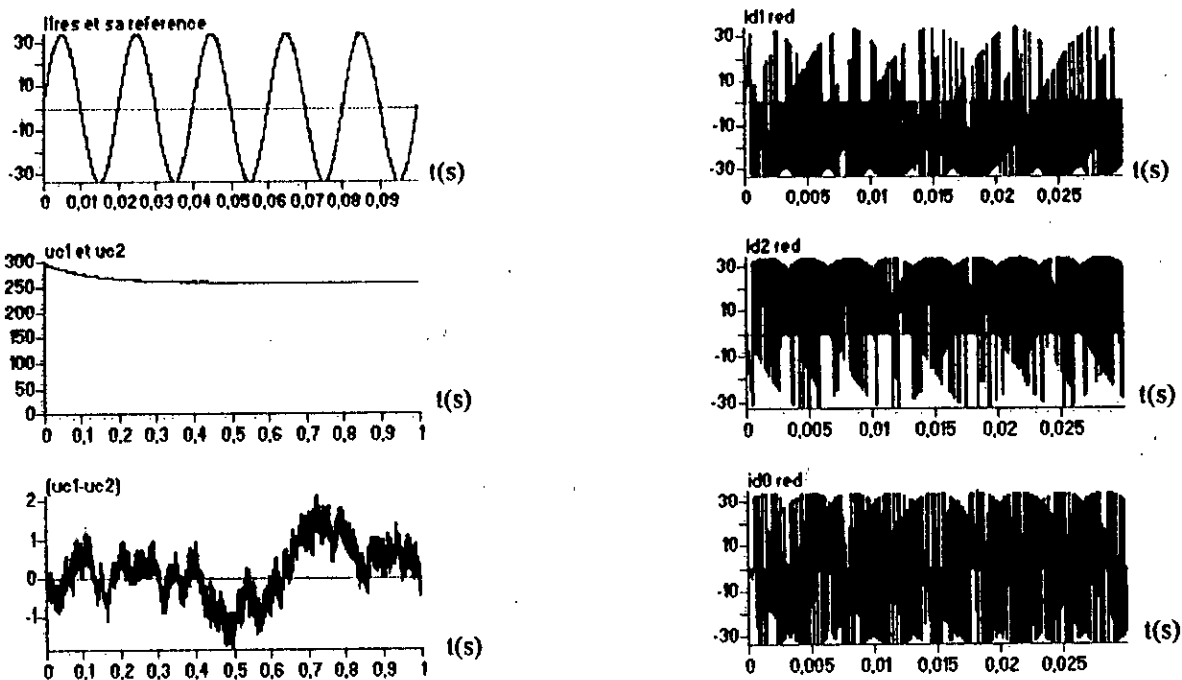 i1res et sa reference
30
10
-10
-30
t(s)
0 0,01 0,02 0,03 0,04 0,05 0,06 0,07 0,08 0,09
uc1 et uc2
300
250
200
150
100
50
0
t(s)
0 0,1 0,2 0,3 0,4 0,5 0,6 0,7 0,8 0,9 1
(uc1-uc2)
2
1
0
-1
t(s)
0 0,1 0,2 0,3 0,4 0,5 0,6 0,7 0,8 0,9 1
id1 red
30
10
-10
-30
t(s)
0 0,005 0,01 0,015 0,02 0,025
id2 red
30
10
-10
-30
t(s)
0 0,005 0,01 0,015 0,02 0,025
id0 red
30
10
-10
-30
t(s)
0 0,005 0,01 0,015 0,02 0,025